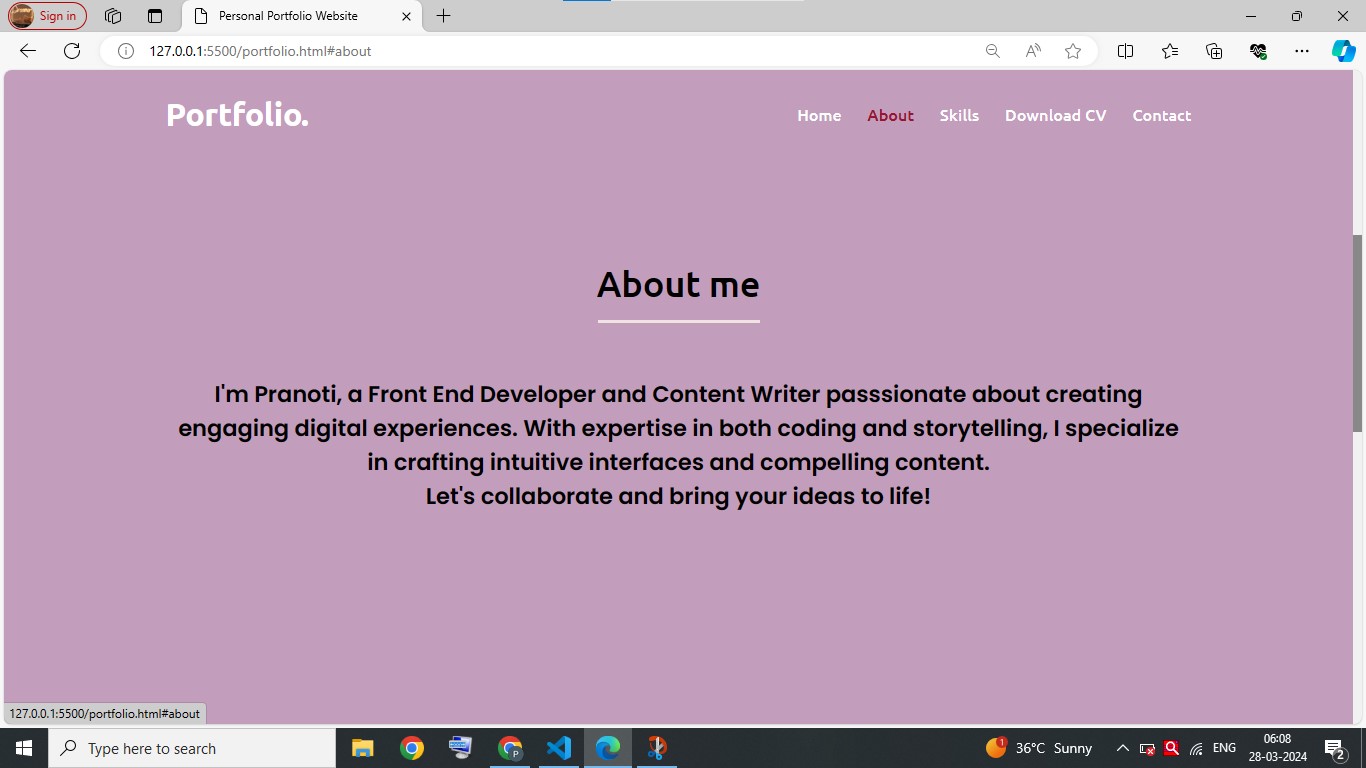 Sign in
Personal Portfolio Website
127.0.0.1:5500/portfolio.html#about
Portfolio.
Home About Skills Download CV Contact
About me
I'm Pranoti, a Front End Developer and Content Writer passsionate about creating
engaging digital experiences. With expertise in both coding and storytelling, I specialize
in crafting intuitive interfaces and compelling content.
Let's collaborate and bring your ideas to life!
127.0.0.1:5500/portfolio.html#about
Type here to search
P
1
36°C Sunny
ENG
06:08
28-03-2024
2